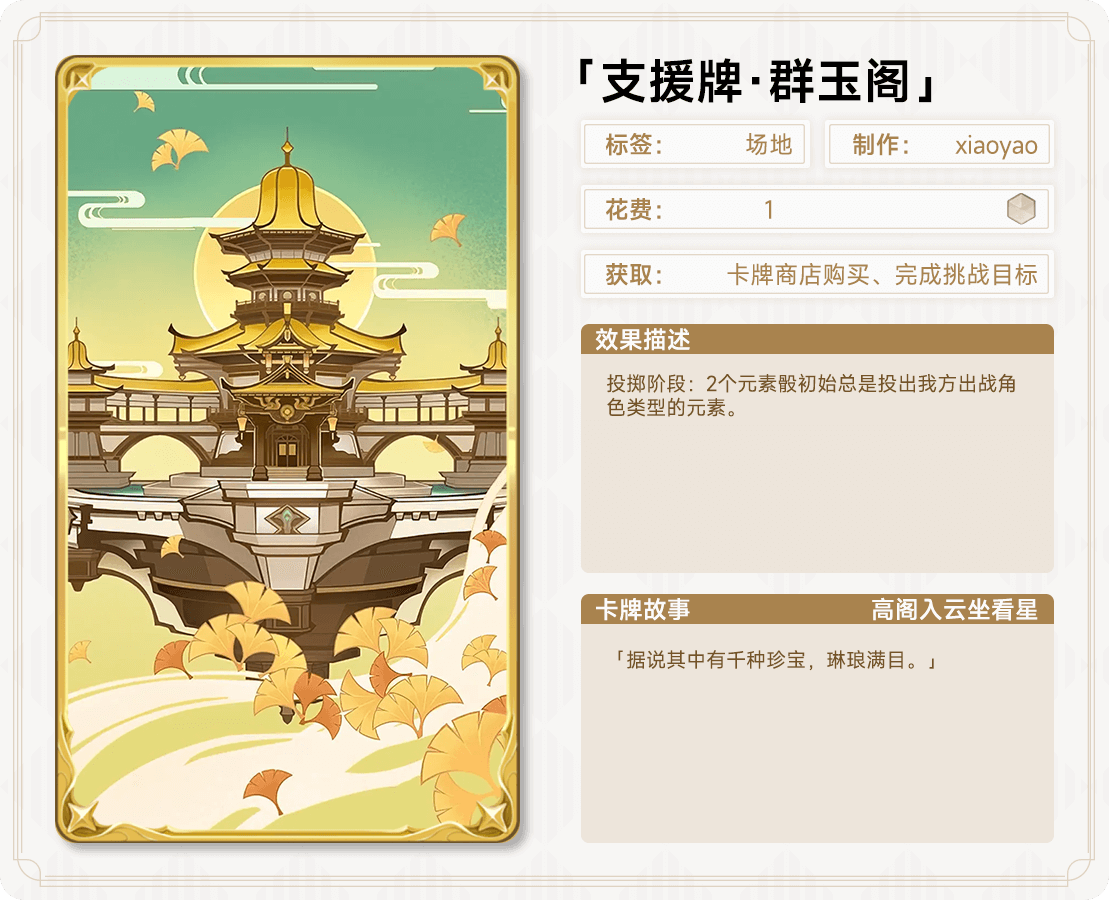 「支援牌·群玉阁」
标签： 场地 制作： xiaoyao
花费： 1
获取： 卡牌商店购买、完成挑战目标
效果描述
投掷阶段：2个元素骰初始总是投出我方出战角
色类型的元素。
卡牌故事 高阁入云坐看星
「据说其中有千种珍宝，琳琅满目。」